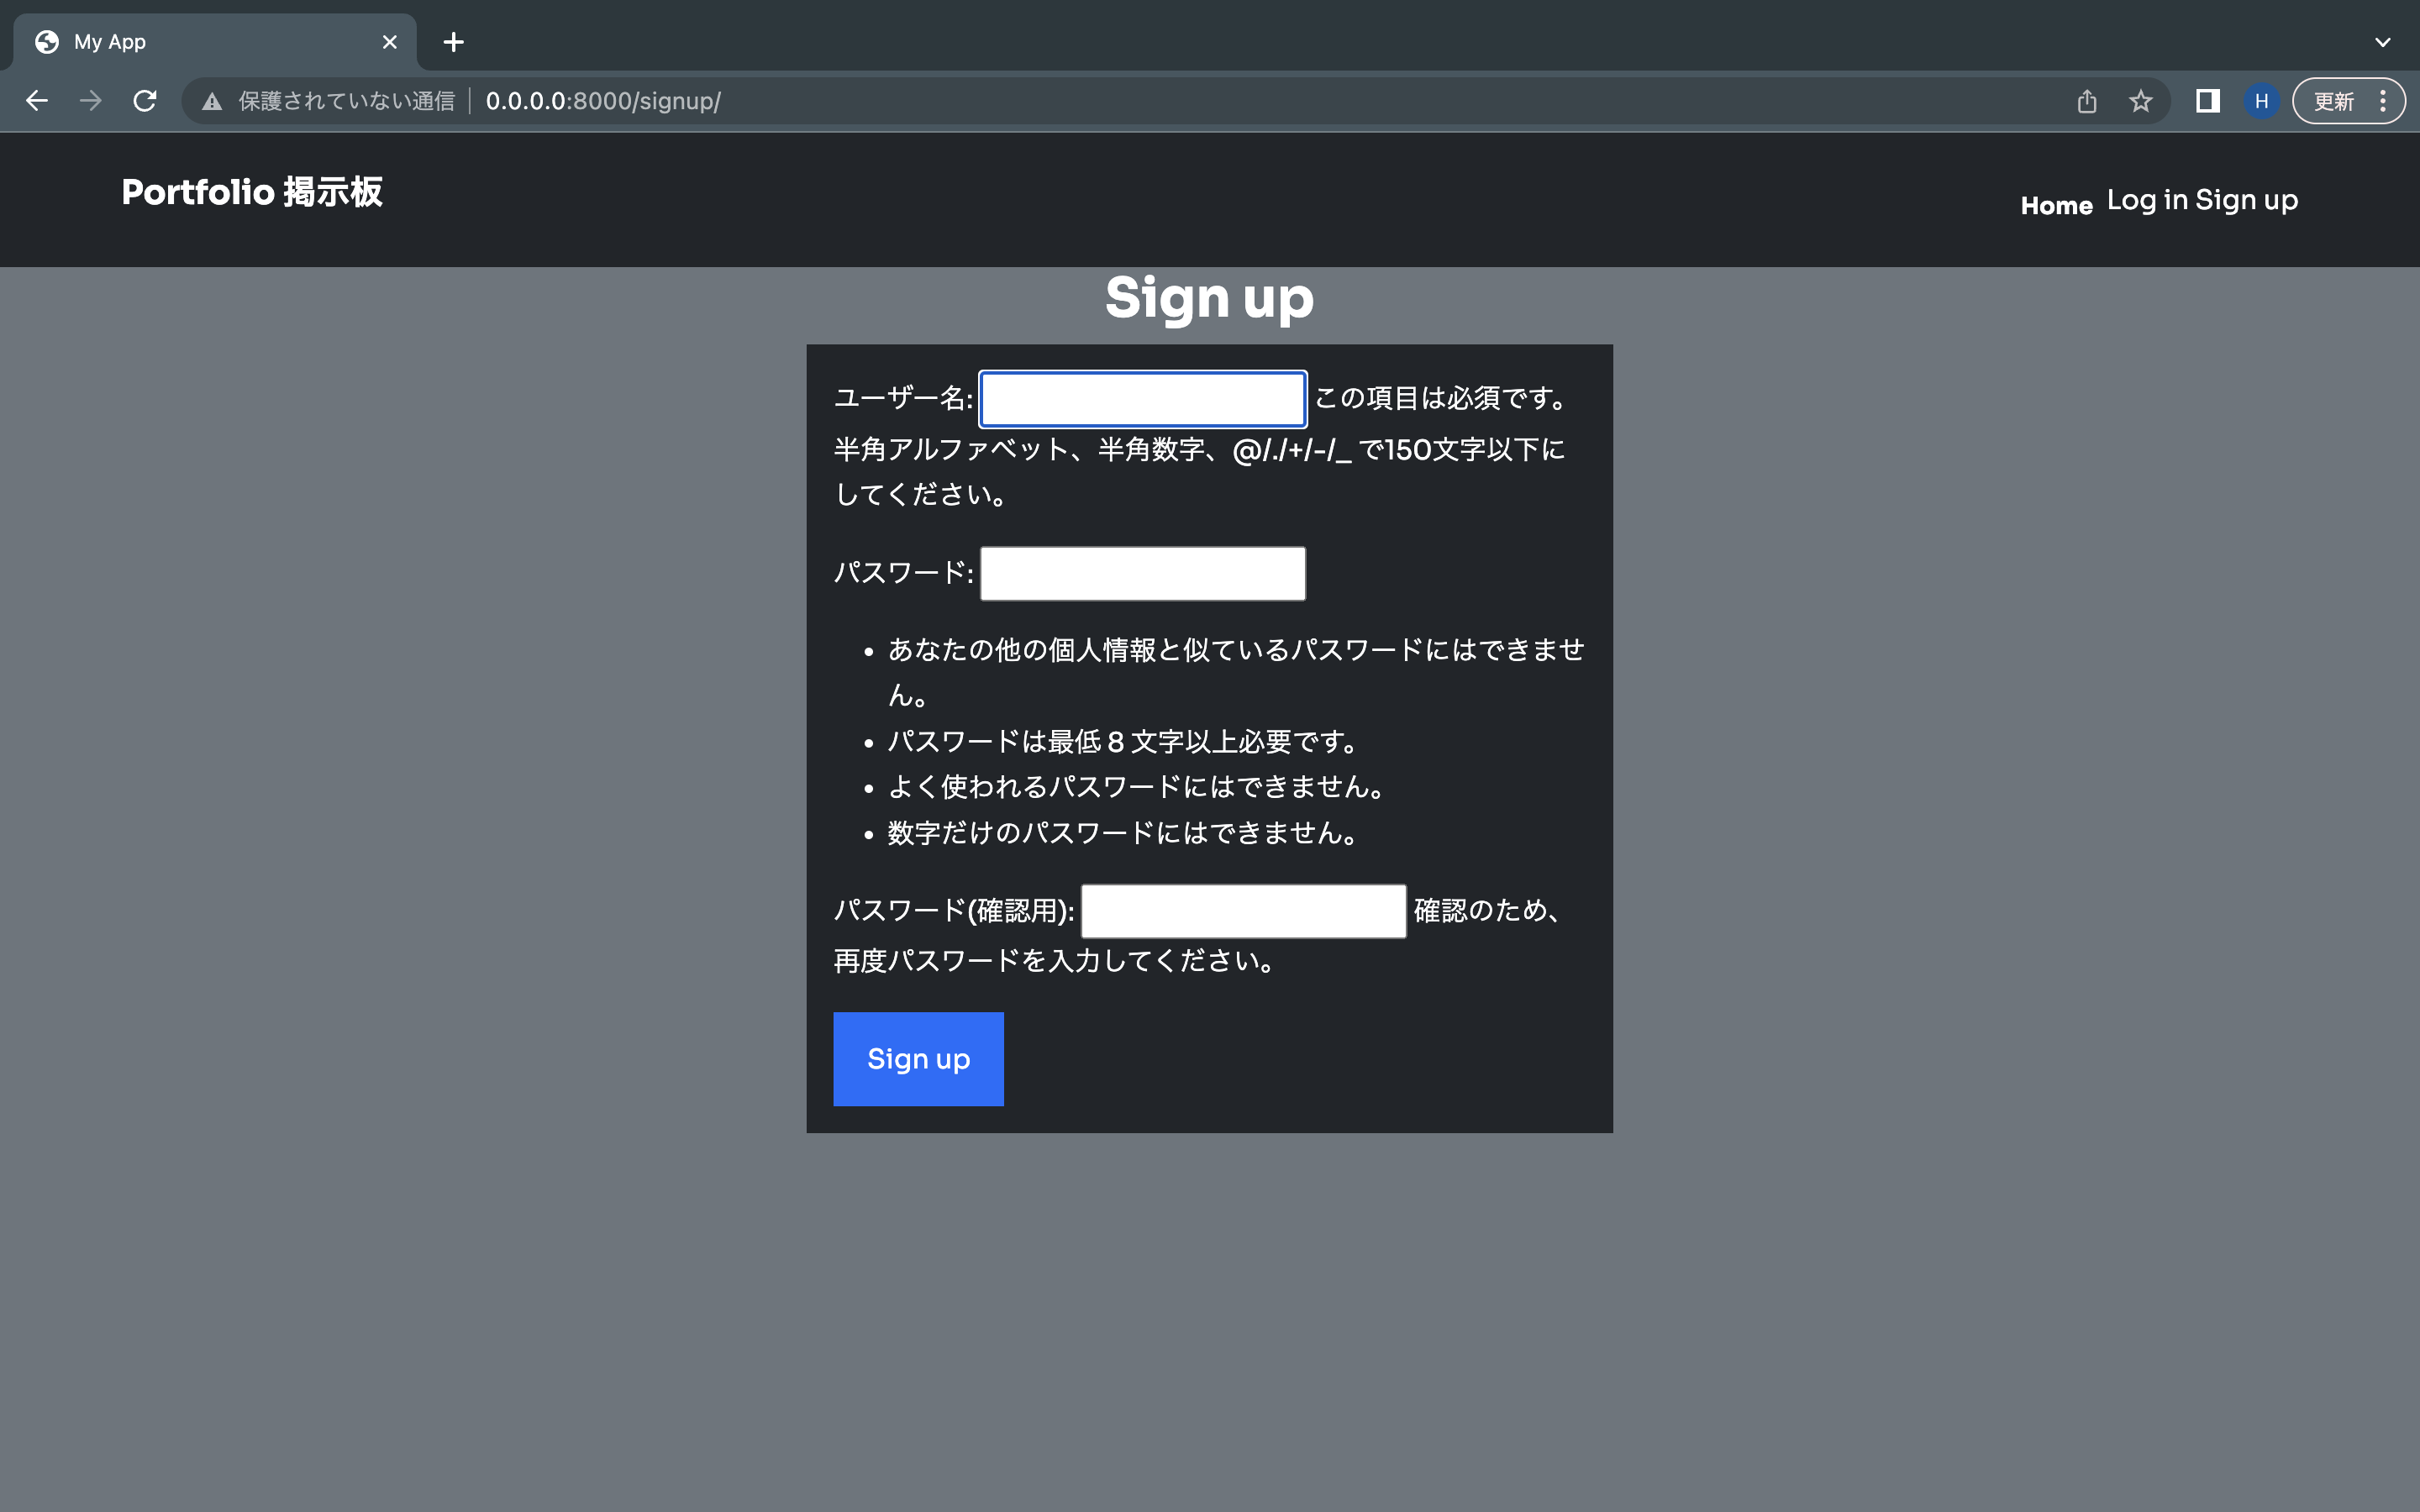 My App
保護されていない通信 0.0.0.0:8000/signup/
H 更新
Portfolio 掲示板
Home Log in Sign up
Sign up
ユーザー名: この項目は必須です。
半角アルファベット、半角数字、@/./+/-/_ で150文字以下に
してください。
パスワード:
• あなたの他の個人情報と似ているパスワードにはできませ
ん。
• パスワードは最低 8 文字以上必要です。
• よく使われるパスワードにはできません。
• 数字だけのパスワードにはできません。
パスワード(確認用): 確認のため、
再度パスワードを入力してください。
Sign up